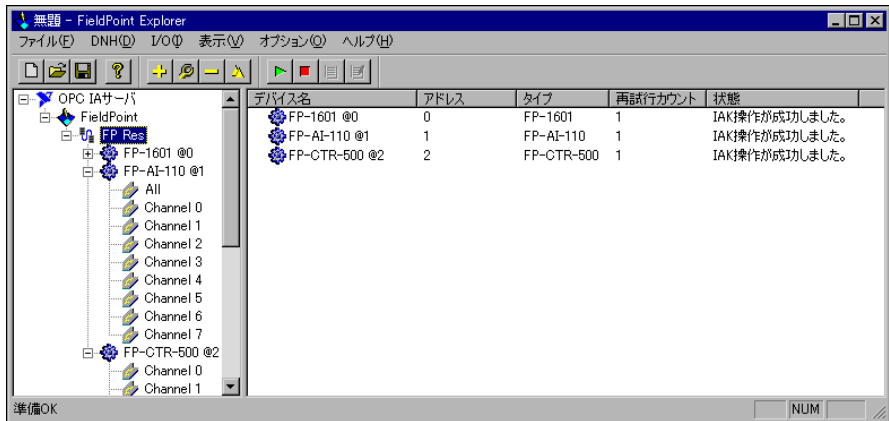 無題 - FieldPoint Explorer
ファイル(F) DNH(D) I/O(I) 表示(V) オプション(O) ヘルプ(H)
OPC IAサーバ
FieldPoint
FP Res
FP-1601 @0
FP-AI-110 @1
All
Channel 0
Channel 1
Channel 2
Channel 3
Channel 4
Channel 5
Channel 6
Channel 7
FP-CTR-500 @2
Channel 0
Channel 1
デバイス名 アドレス タイプ 再試行カウント 状態
FP-1601 @0 0 FP-1601 1 IAK操作が成功しました。
FP-AI-110 @1 1 FP-AI-110 1 IAK操作が成功しました。
FP-CTR-500 @2 2 FP-CTR-500 1 IAK操作が成功しました。
準備OK NUM